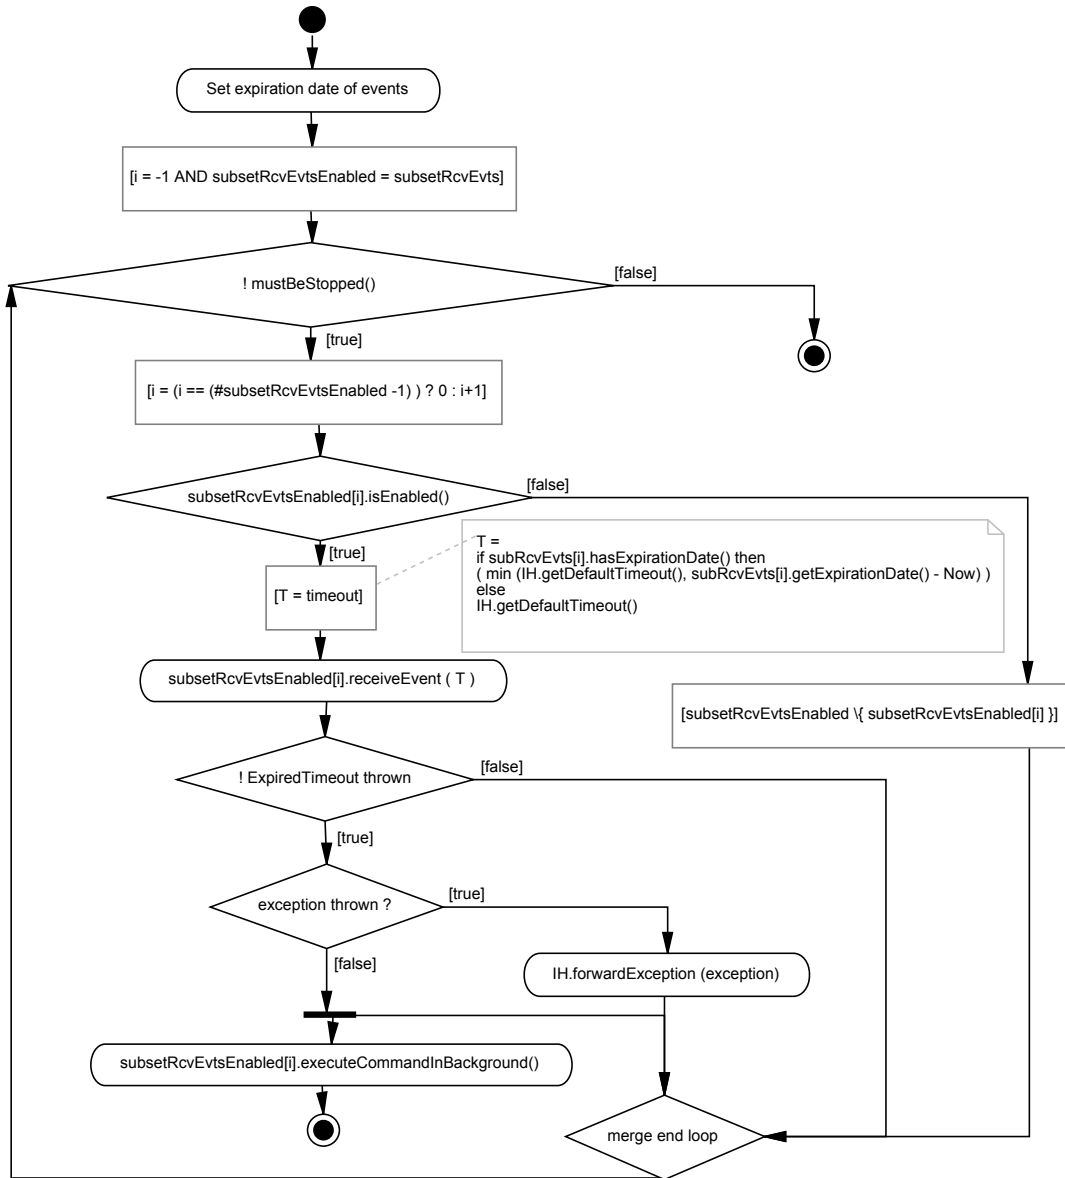 Set expiration date of events
[i = -1 AND subsetRcvEvtsEnabled = subsetRcvEvts]
! mustBeStopped()
[false]
[true]
[i = (i == (#subsetRcvEvtsEnabled -1) ) ? 0 : i+1]
subsetRcvEvtsEnabled[i].isEnabled()
[false]
[true]
T =
if subRcvEvts[i].hasExpirationDate() then
( min (IH.getDefaultTimeout(), subRcvEvts[i].getExpirationDate() - Now) )
else
IH.getDefaultTimeout()
[T = timeout]
subsetRcvEvtsEnabled[i].receiveEvent ( T )
[subsetRcvEvtsEnabled \{ subsetRcvEvtsEnabled[i] }]
! ExpiredTimeout thrown
[false]
[true]
exception thrown ?
[true]
[false]
IH.forwardException (exception)
subsetRcvEvtsEnabled[i].executeCommandInBackground()
merge end loop